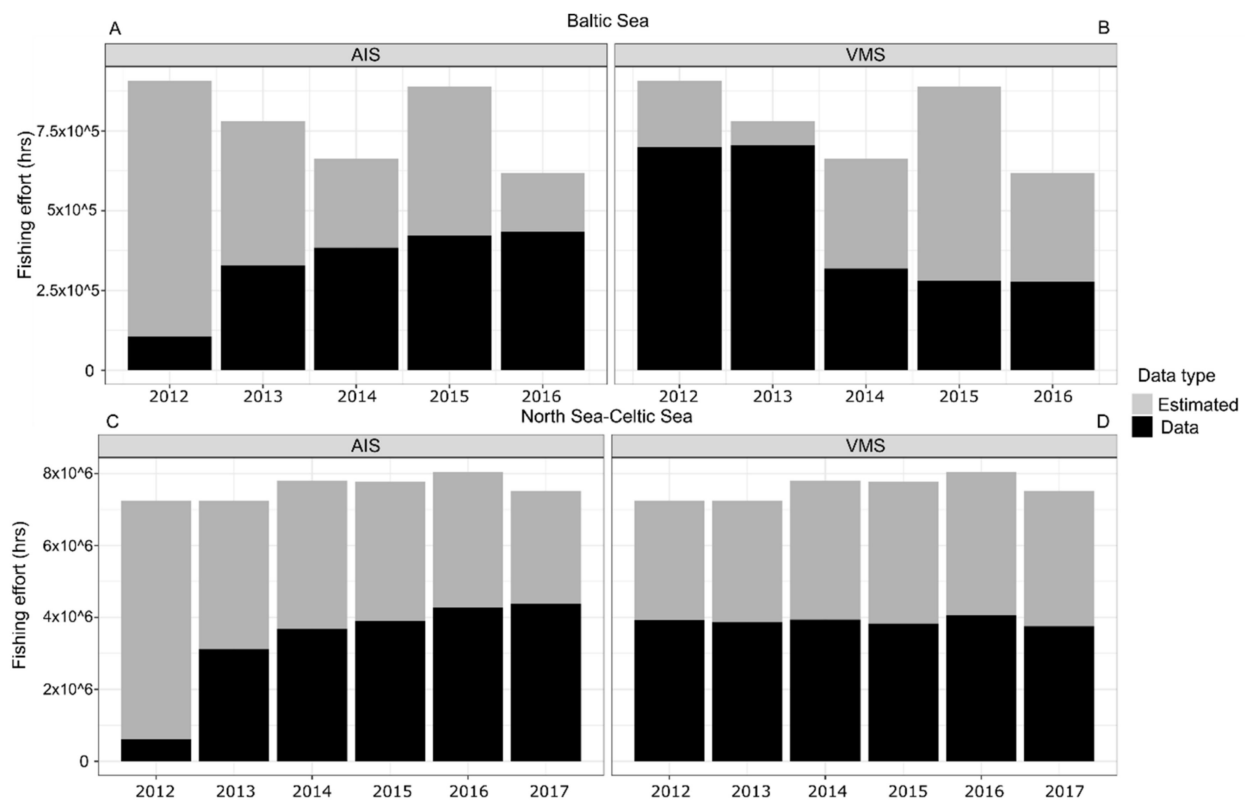 Baltic Sea
A
B
AIS
VMS
Fishing effort (hrs)
7.5x10^5
5x10^5
2.5x10^5
0
2012 2013 2014 2015 2016
2012 2013 2014 2015 2016
Data type
Estimated
Data
North Sea-Celtic Sea
C
D
AIS
VMS
Fishing effort (hrs)
8x10^6
6x10^6
4x10^6
2x10^6
0
2012 2013 2014 2015 2016 2017
2012 2013 2014 2015 2016 2017